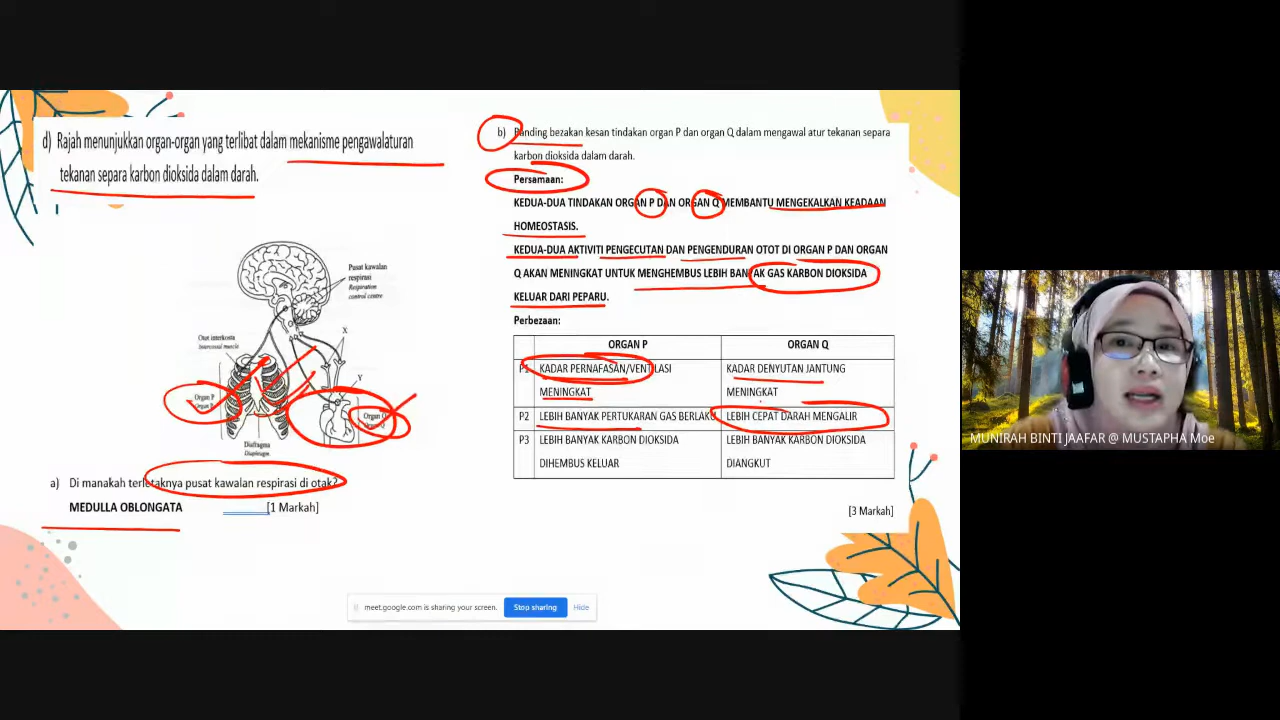 d) Rajah menunjukkan organ-organ yang terlibat dalam mekanisme pengawalaturan
tekanan separa karbon dioksida dalam darah.
Pusat kawalan
respirasi
Respiration
control centre
Otot interkosta
Intercostal muscle
X
Y
Organ P
Organ P
Organ Q
Diafragma
Diaphragm
a) Di manakah terletaknya pusat kawalan respirasi di otak?
MEDULLA OBLONGATA [1 Markah]
b) Banding bezakan kesan tindakan organ P dan organ Q dalam mengawal atur tekanan separa
karbon dioksida dalam darah.
Persamaan:
KEDUA-DUA TINDAKAN ORGAN P DAN ORGAN Q MEMBANTU MENGEKALKAN KEADAAN
HOMEOSTASIS.
KEDUA-DUA AKTIVITI PENGECUTAN DAN PENGENDURAN OTOT DI ORGAN P DAN ORGAN
Q AKAN MENINGKAT UNTUK MENGHEMBUS LEBIH BANYAK GAS KARBON DIOKSIDA
KELUAR DARI PEPARU.
Perbezaan:
ORGAN P ORGAN Q
P1 KADAR PERNAFASAN/VENTILASI KADAR DENYUTAN JANTUNG
MENINGKAT MENINGKAT
P2 LEBIH BANYAK PERTUKARAN GAS BERLAKU LEBIH CEPAT DARAH MENGALIR
P3 LEBIH BANYAK KARBON DIOKSIDA LEBIH BANYAK KARBON DIOKSIDA
DIHEMBUS KELUAR DIANGKUT
[3 Markah]
meet.google.com is sharing your screen. Stop sharing Hide
MUNIRAH BINTI JAAFAR @ MUSTAPHA Moe